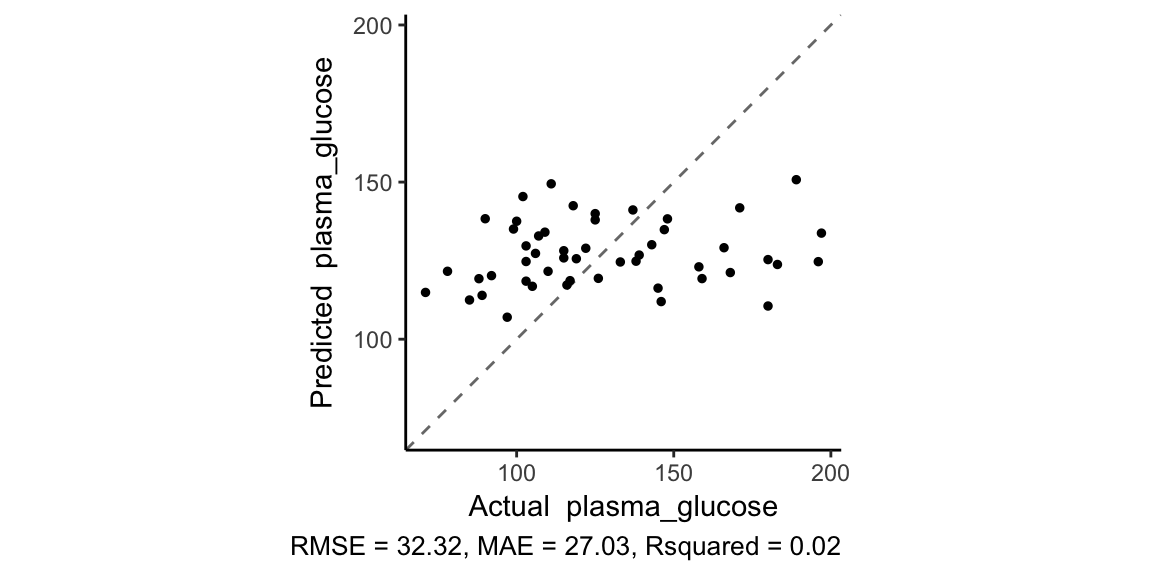 200
150
100
Predicted plasma_glucose
100 150 200
Actual plasma_glucose
RMSE = 32.32, MAE = 27.03, Rsquared = 0.02